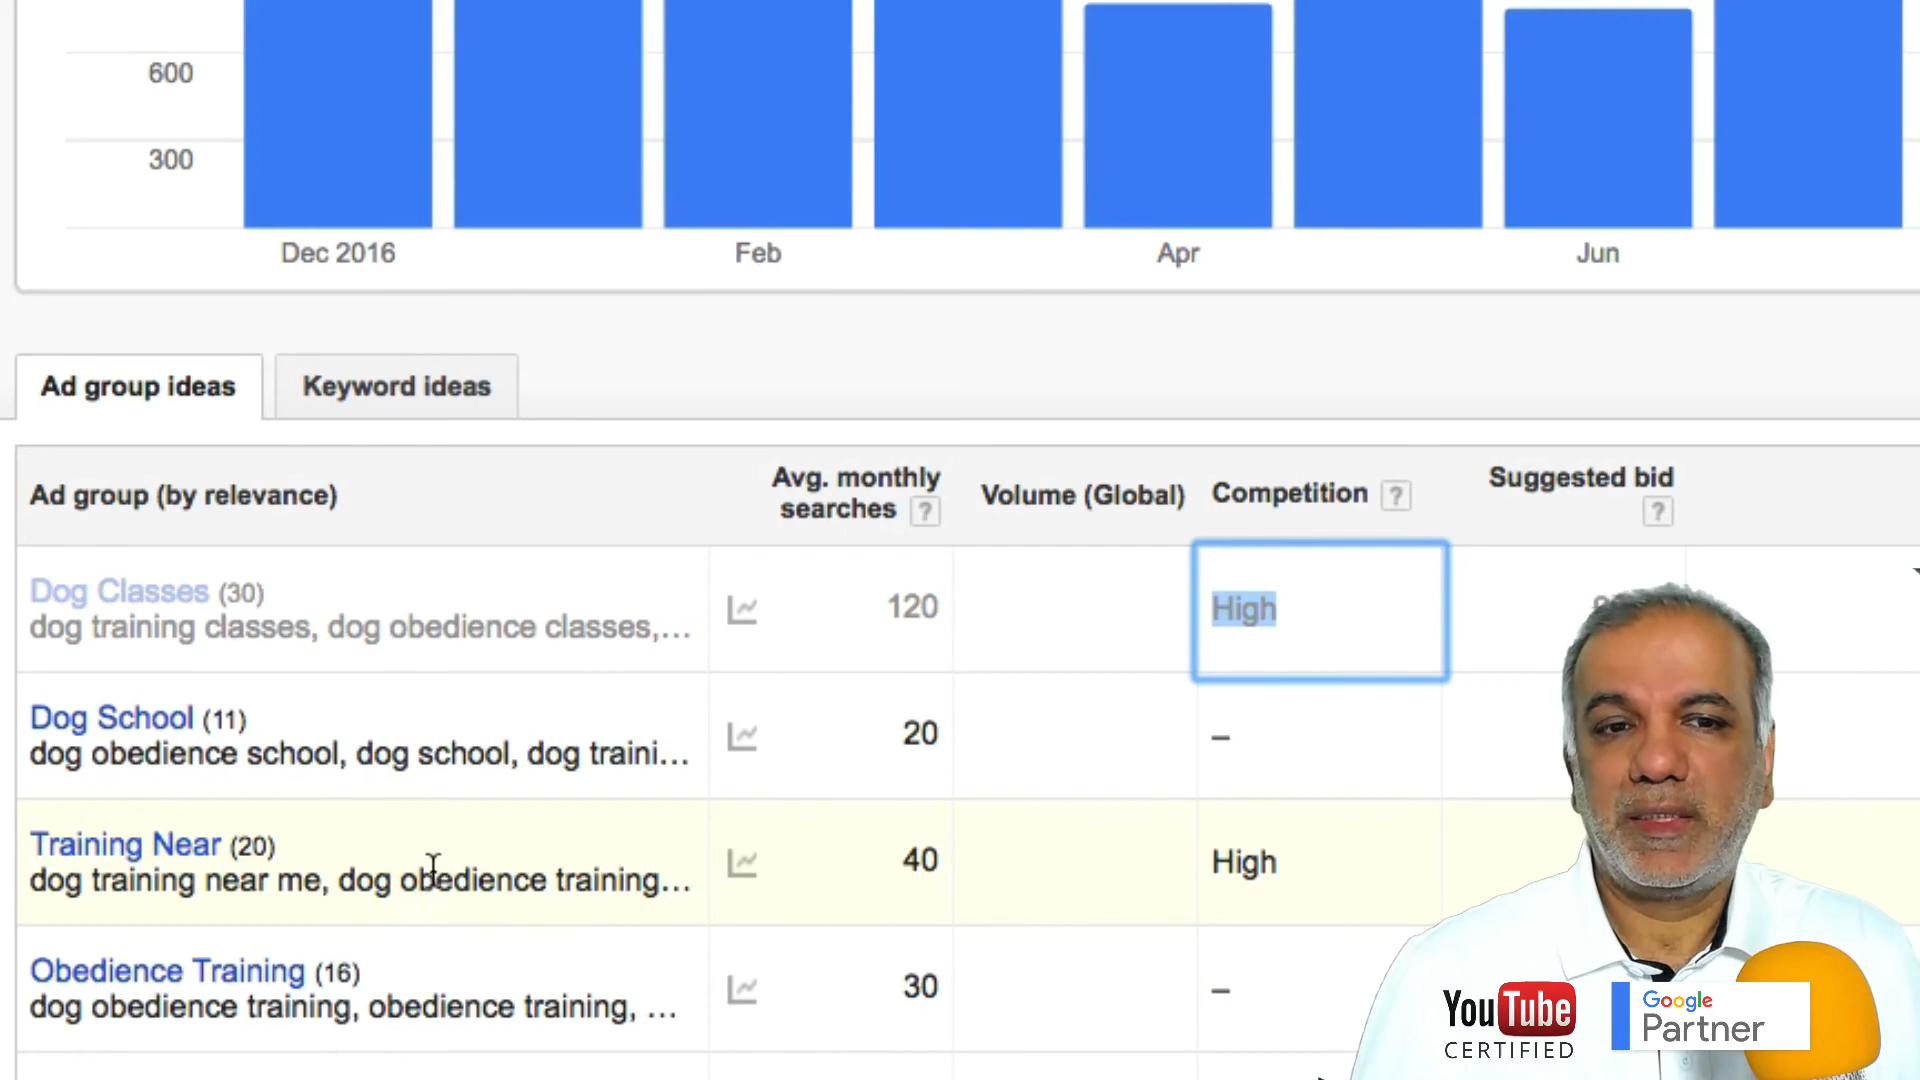 600
300
Dec 2016 Feb Apr Jun
Ad group ideas Keyword ideas
Ad group (by relevance) Avg. monthly searches ? Volume (Global) Competition ? Suggested bid ?
Dog Classes (30) 120 High
dog training classes, dog obedience classes,...
Dog School (11) 20 –
dog obedience school, dog school, dog traini...
Training Near (20) 40 High
dog training near me, dog obedience training...
Obedience Training (16) 30 –
dog obedience training, obedience training, ...
YouTube
CERTIFIED
Google
Partner